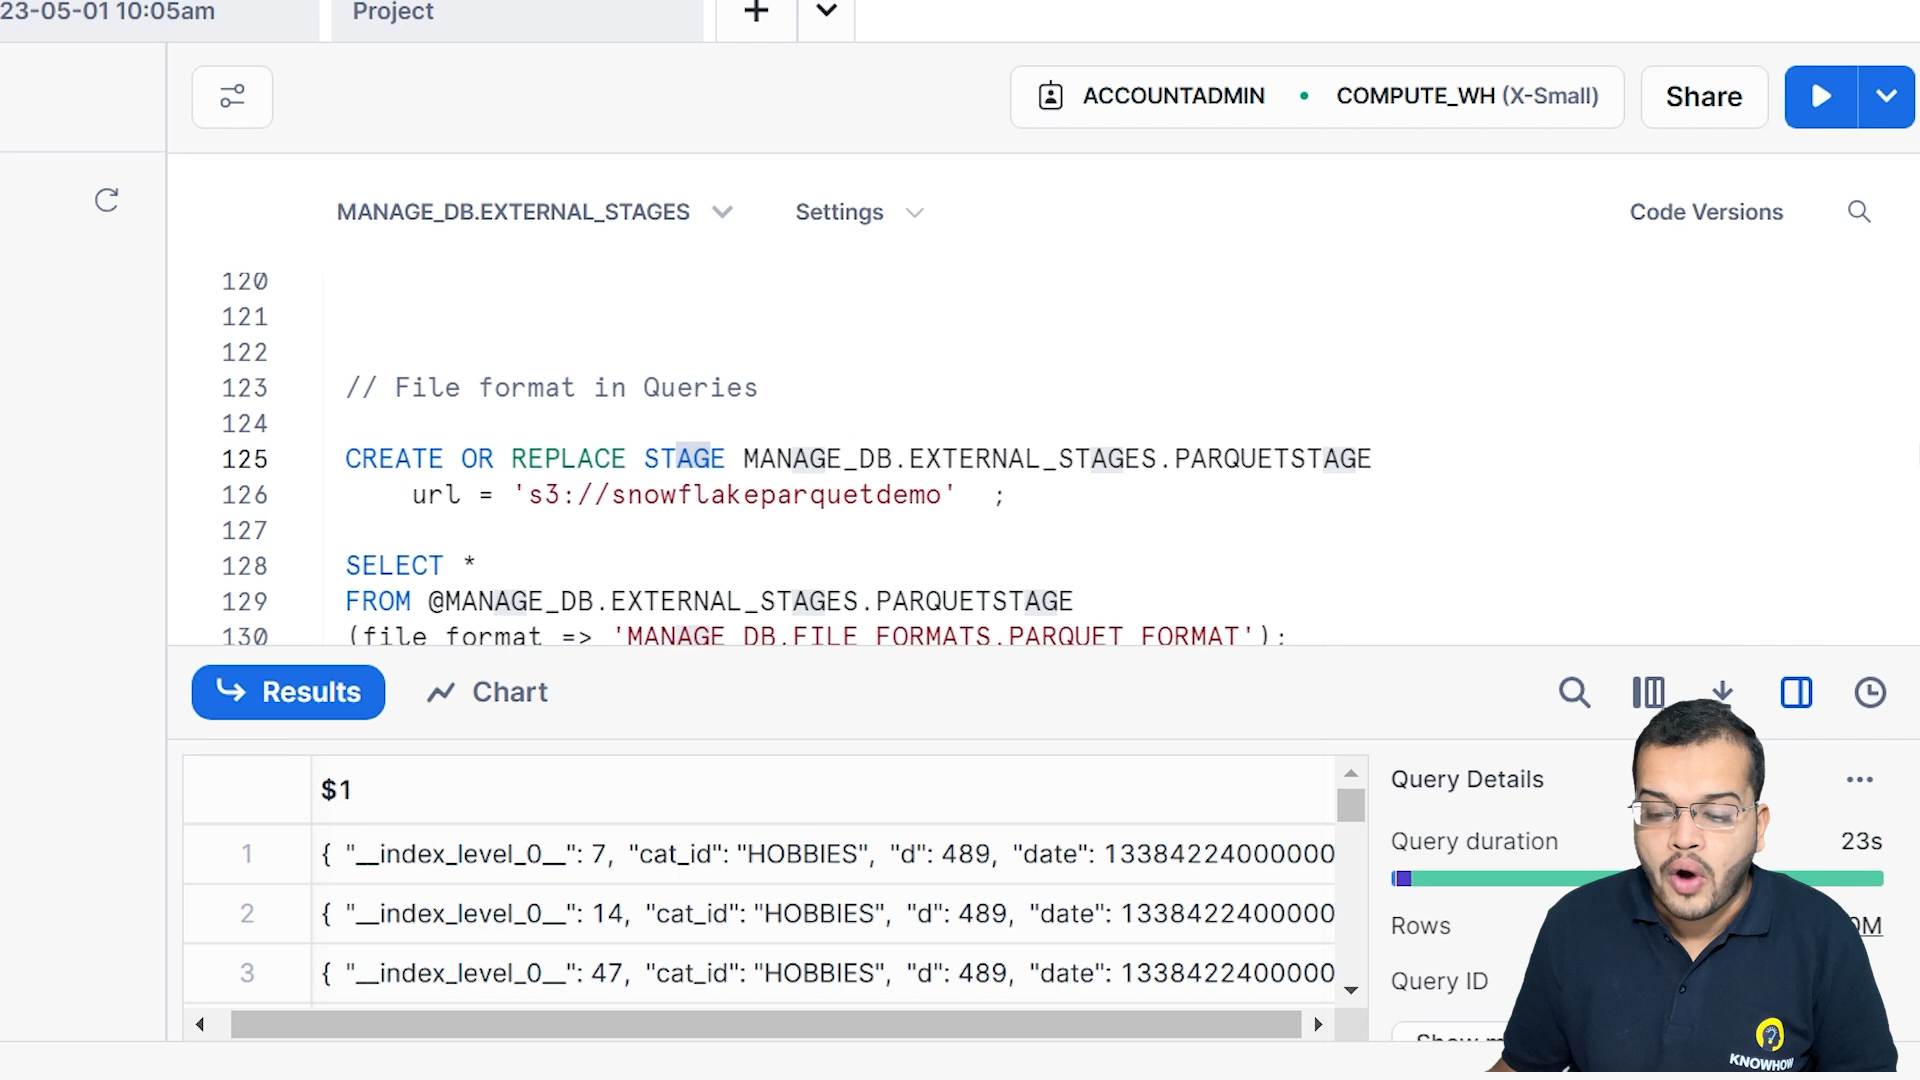 23-05-01 10:05am
Project
ACCOUNTADMIN • COMPUTE_WH (X-Small)
Share
MANAGE_DB.EXTERNAL_STAGES
Settings
Code Versions
120
121
122
123 // File format in Queries
124
125 CREATE OR REPLACE STAGE MANAGE_DB.EXTERNAL_STAGES.PARQUETSTAGE
126 url = 's3://snowflakeparquetdemo' ;
127
128 SELECT *
129 FROM @MANAGE_DB.EXTERNAL_STAGES.PARQUETSTAGE
130 (file_format => 'MANAGE_DB.FILE_FORMATS.PARQUET_FORMAT');
Results
Chart
$1
1 { "__index_level_0__": 7, "cat_id": "HOBBIES", "d": 489, "date": 13384224000000
2 { "__index_level_0__": 14, "cat_id": "HOBBIES", "d": 489, "date": 1338422400000
3 { "__index_level_0__": 47, "cat_id": "HOBBIES", "d": 489, "date": 1338422400000
Query Details
Query duration 23s
Rows
Query ID
KNOWHOW